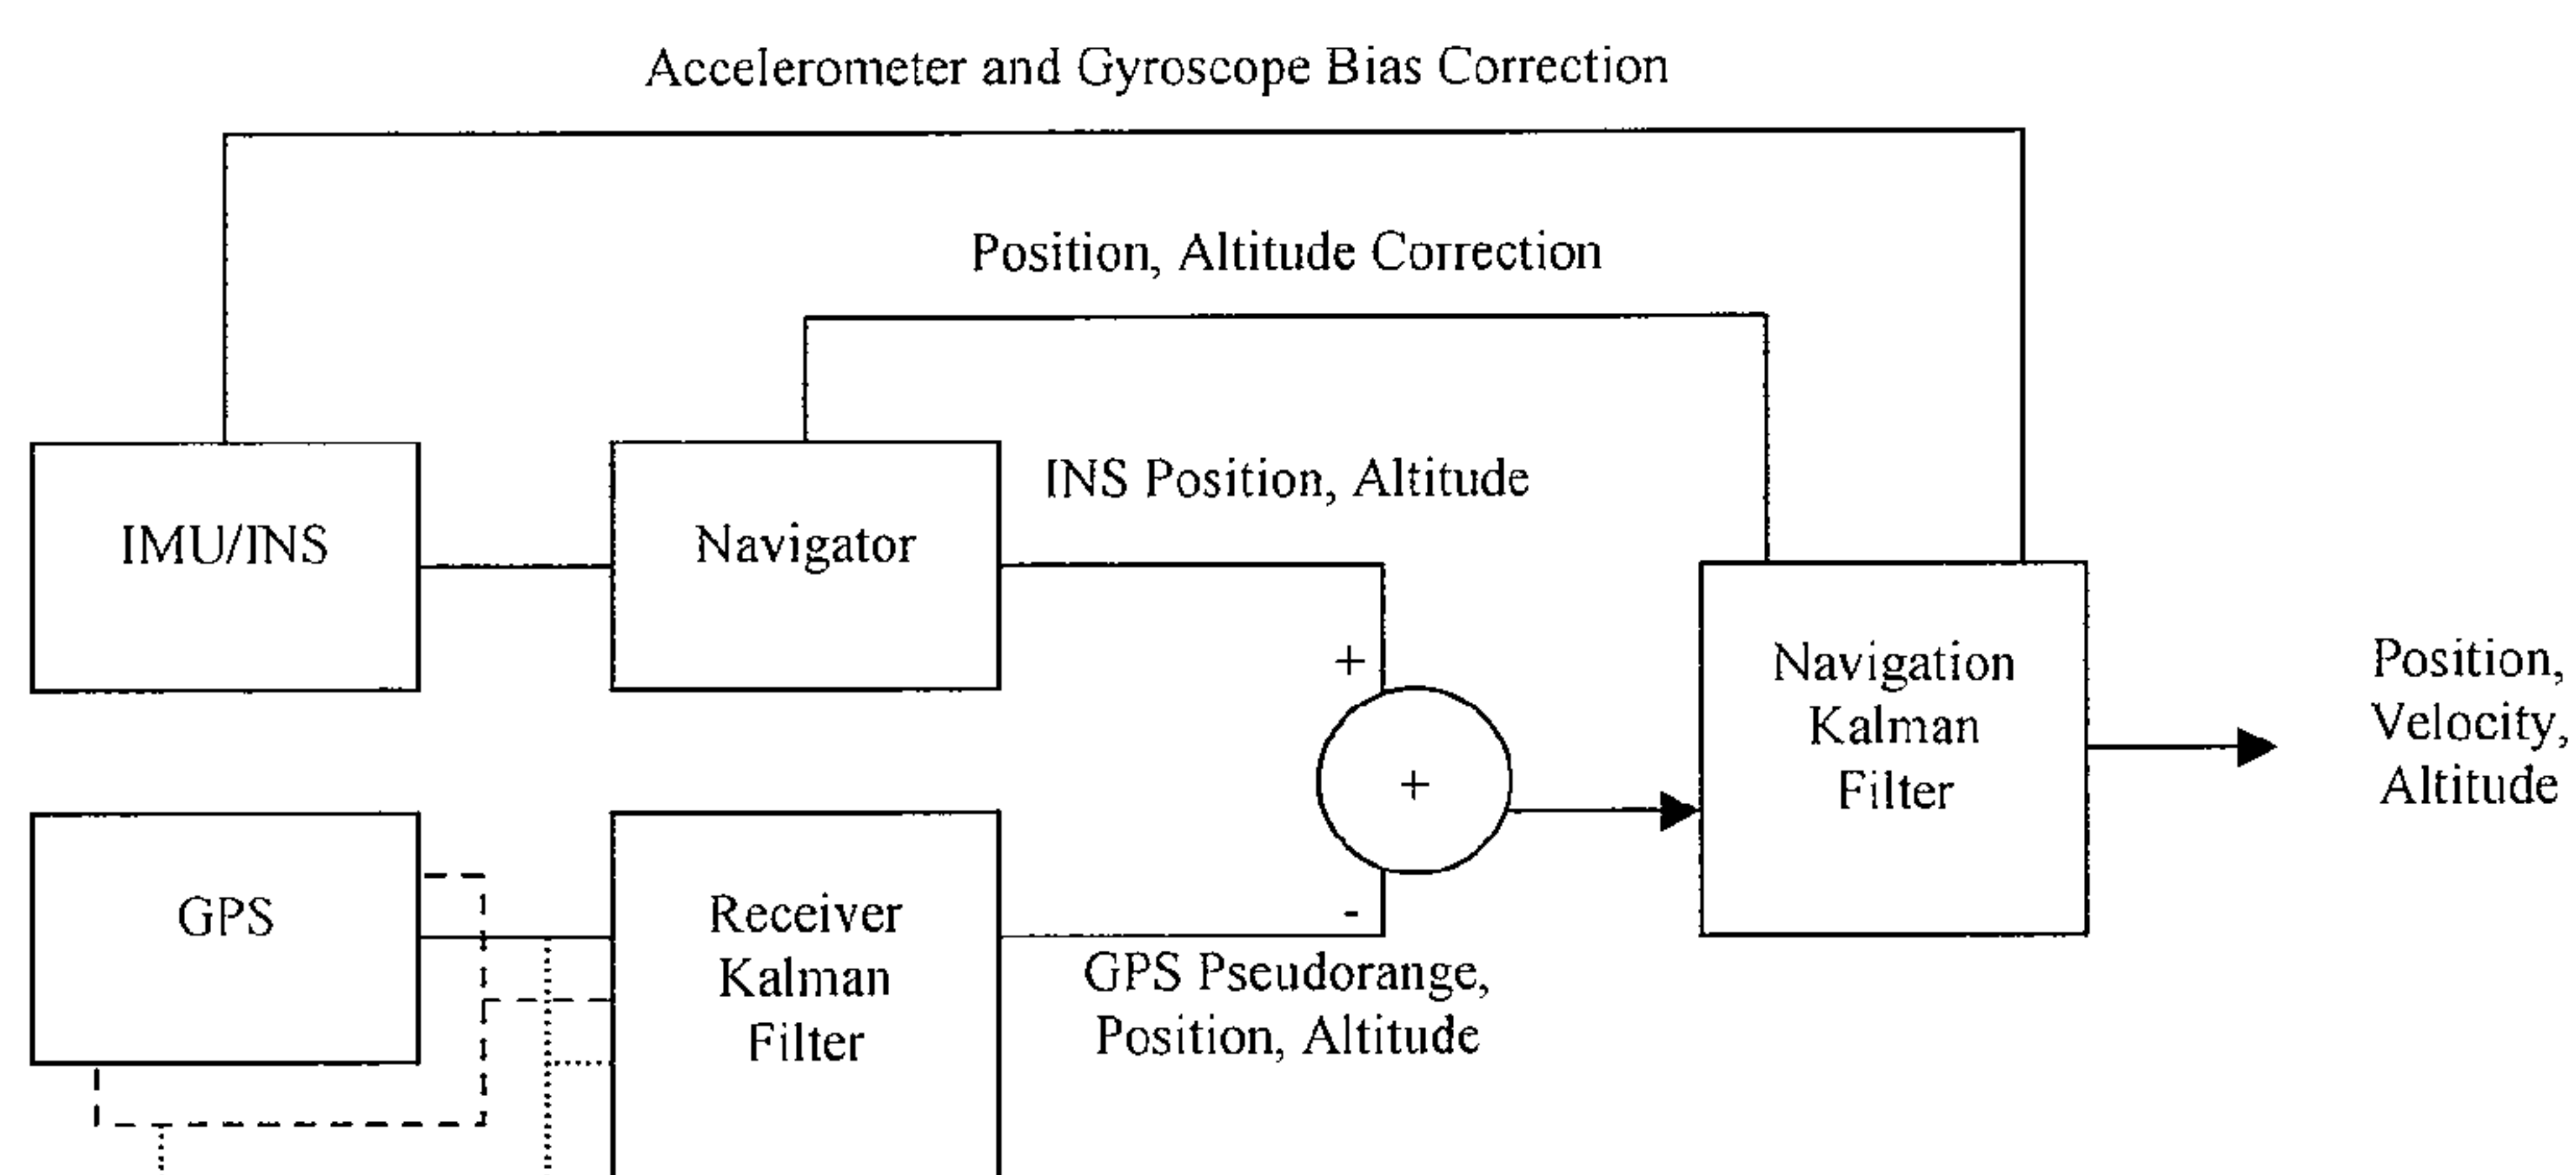 Accelerometer and Gyroscope Bias Correction
Position, Altitude Correction
INS Position, Altitude
IMU/INS
Navigator
+
Navigation
Kalman
Filter
Position,
Velocity,
Altitude
+
GPS
Receiver
Kalman
Filter
-
GPS Pseudorange,
Position, Altitude